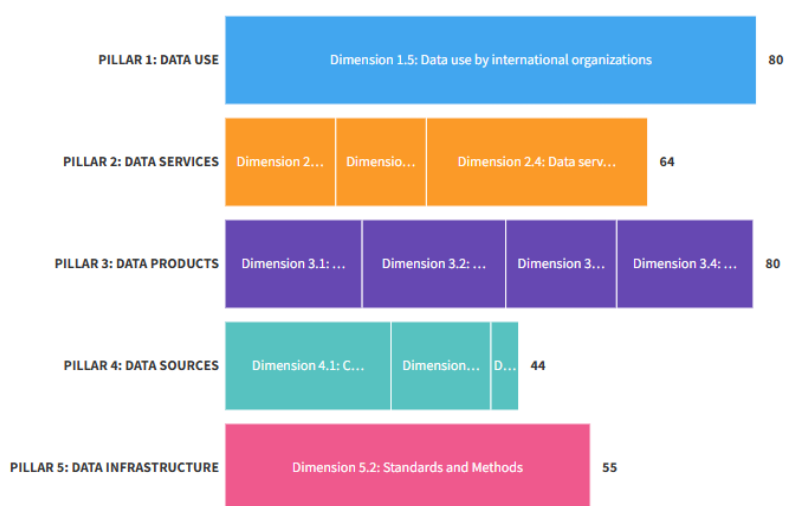 PILLAR 1: DATA USE
Dimension 1.5: Data use by international organizations
80
PILLAR 2: DATA SERVICES
Dimension 2...
Dimensio...
Dimension 2.4: Data serv...
64
PILLAR 3: DATA PRODUCTS
Dimension 3.1: ...
Dimension 3.2: ...
Dimension 3...
Dimension 3.4: ...
80
PILLAR 4: DATA SOURCES
Dimension 4.1: C...
Dimension...
D...
44
PILLAR 5: DATA INFRASTRUCTURE
Dimension 5.2: Standards and Methods
55